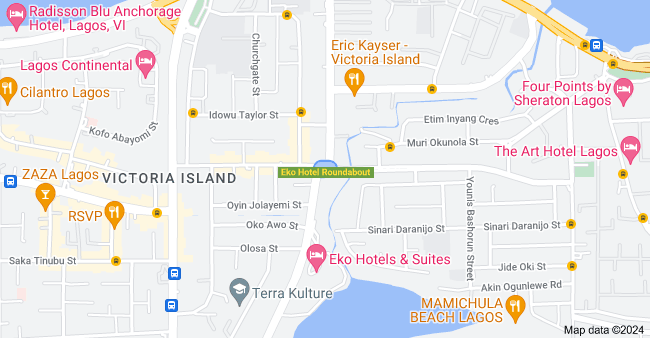 Radisson Blu Anchorage
Hotel, Lagos, VI
Churchgate St
Eric Kayser -
Victoria Island
Lagos Continental
Four Points by
Sheraton Lagos
Cilantro Lagos
Idowu Taylor St
Etim Inyang Cres
Kofo Abayomi St
Muri Okunola St
The Art Hotel Lagos
Eko Hotel Roundabout
ZAZA Lagos
VICTORIA ISLAND
Younis Bashorun Street
Oyin Jolayemi St
RSVP
Oko Awo St
Sinari Daranijo St
Sinari Daranijo St
Olosa St
Saka Tinubu St
Eko Hotels & Suites
Jide Oki St
Akin Ogunlewe Rd
Terra Kulture
MAMICHULA
BEACH LAGOS
Map data ©2024